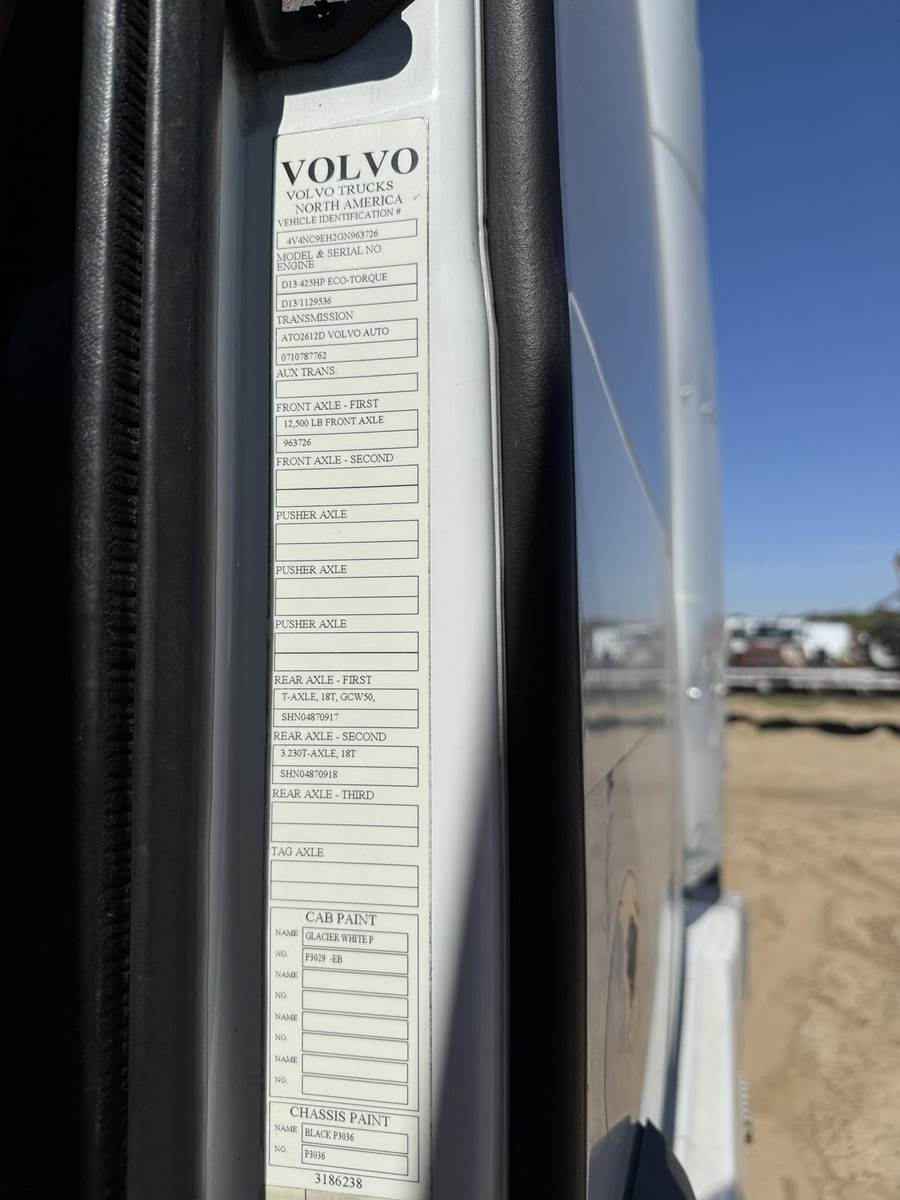 VOLVO
VOLVO TRUCKS
NORTH AMERICA
VEHICLE IDENTIFICATION #
4V4NC9EH2GN963726
MODEL & SERIAL NO.
ENGINE
D13 425HP ECO-TORQUE
D13/1129536
TRANSMISSION
ATO2612D VOLVO AUTO
0710787762
AUX TRANS.
FRONT AXLE - FIRST
12,500 LB FRONT AXLE
963726
FRONT AXLE - SECOND
PUSHER AXLE
PUSHER AXLE
PUSHER AXLE
REAR AXLE - FIRST
T-AXLE, 18T, GCW50,
SHN04870917
REAR AXLE - SECOND
3.230T-AXLE, 18T
SHN04870918
REAR AXLE - THIRD
TAG AXLE
CAB PAINT
NAME GLACIER WHITE P
NO. P3029 -EB
NAME
NO.
NAME
NO.
NAME
NO.
CHASSIS PAINT
NAME BLACK P3036
NO. P3036
3186238